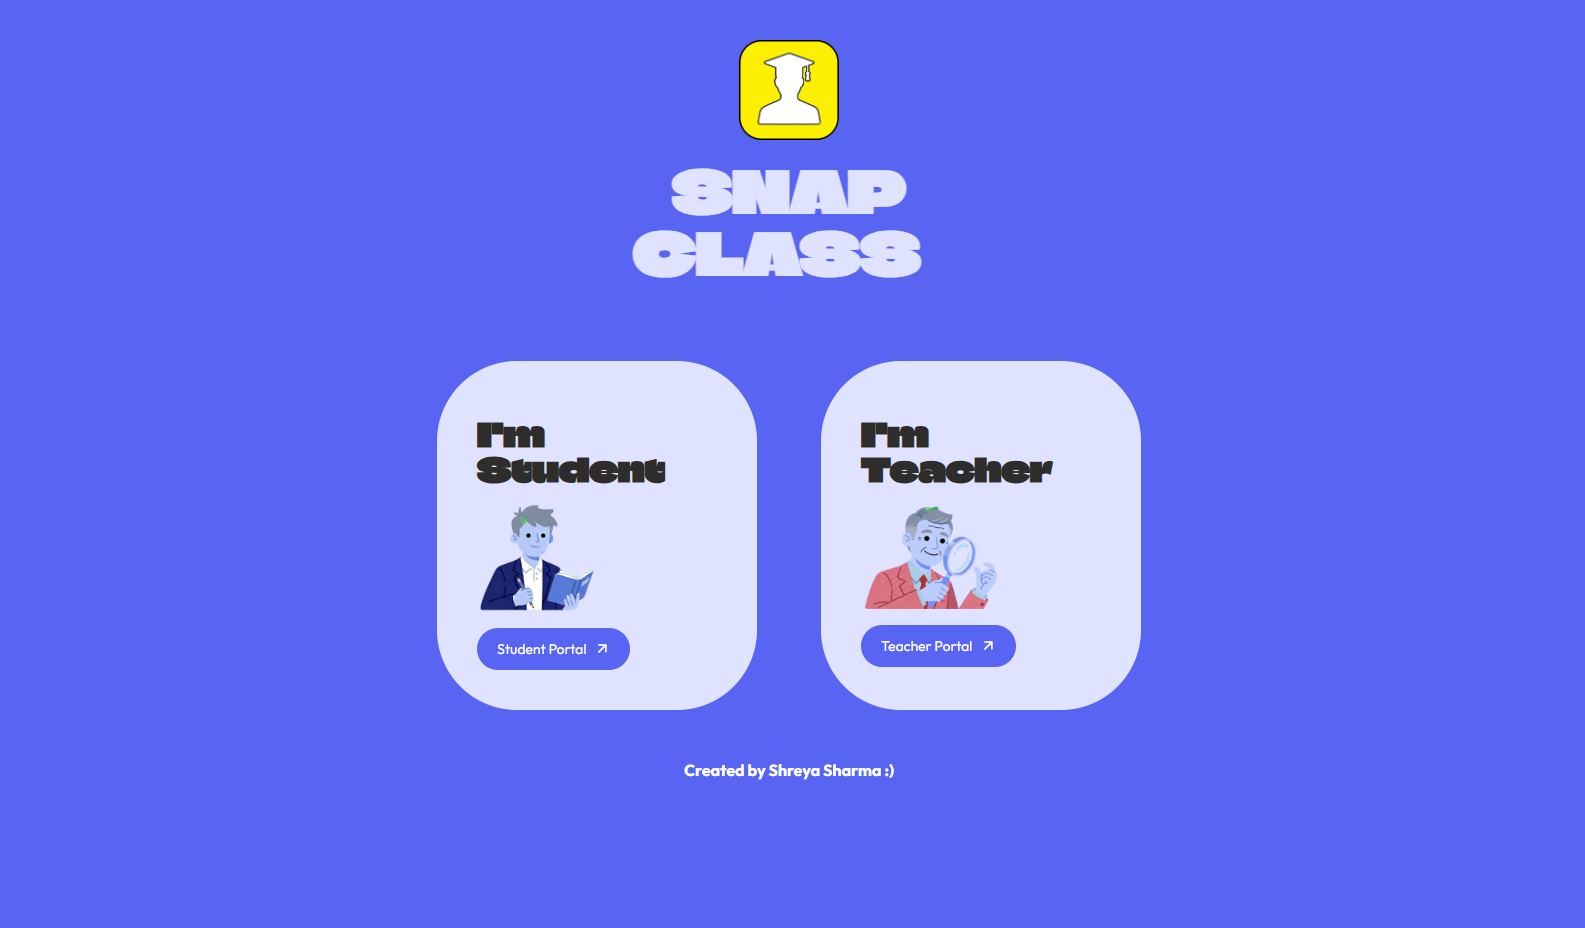 SNAP
CLASS
I'm
Student
Student Portal
I'm
Teacher
Teacher Portal
Created by Shreya Sharma :)